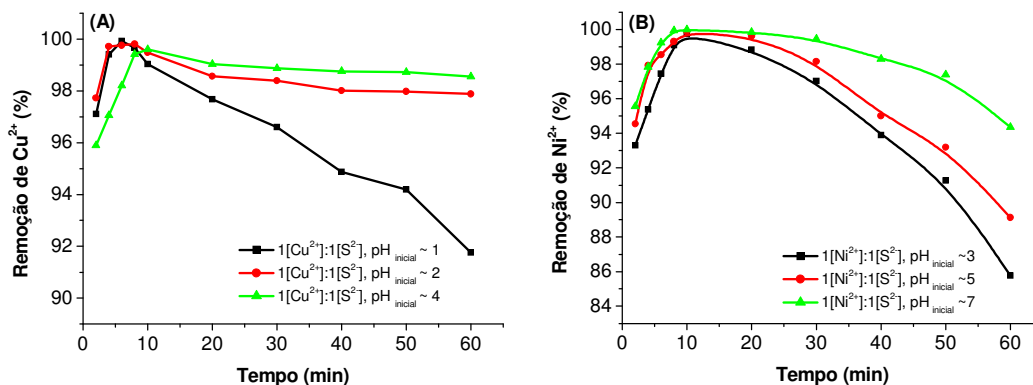 (A)
100
98
96
94
92
90
Remoção de Cu²⁺ (%)
1[Cu²⁺]:1[S²⁻], pH inicial ~ 1
1[Cu²⁺]:1[S²⁻], pH inicial ~ 2
1[Cu²⁺]:1[S²⁻], pH inicial ~ 4
0 10 20 30 40 50 60
Tempo (min)
(B)
100
98
96
94
92
90
88
86
84
Remoção de Ni²⁺ (%)
1[Ni²⁺]:1[S²⁻], pH inicial ~3
1[Ni²⁺]:1[S²⁻], pH inicial ~5
1[Ni²⁺]:1[S²⁻], pH inicial ~7
0 10 20 30 40 50 60
Tempo (min)